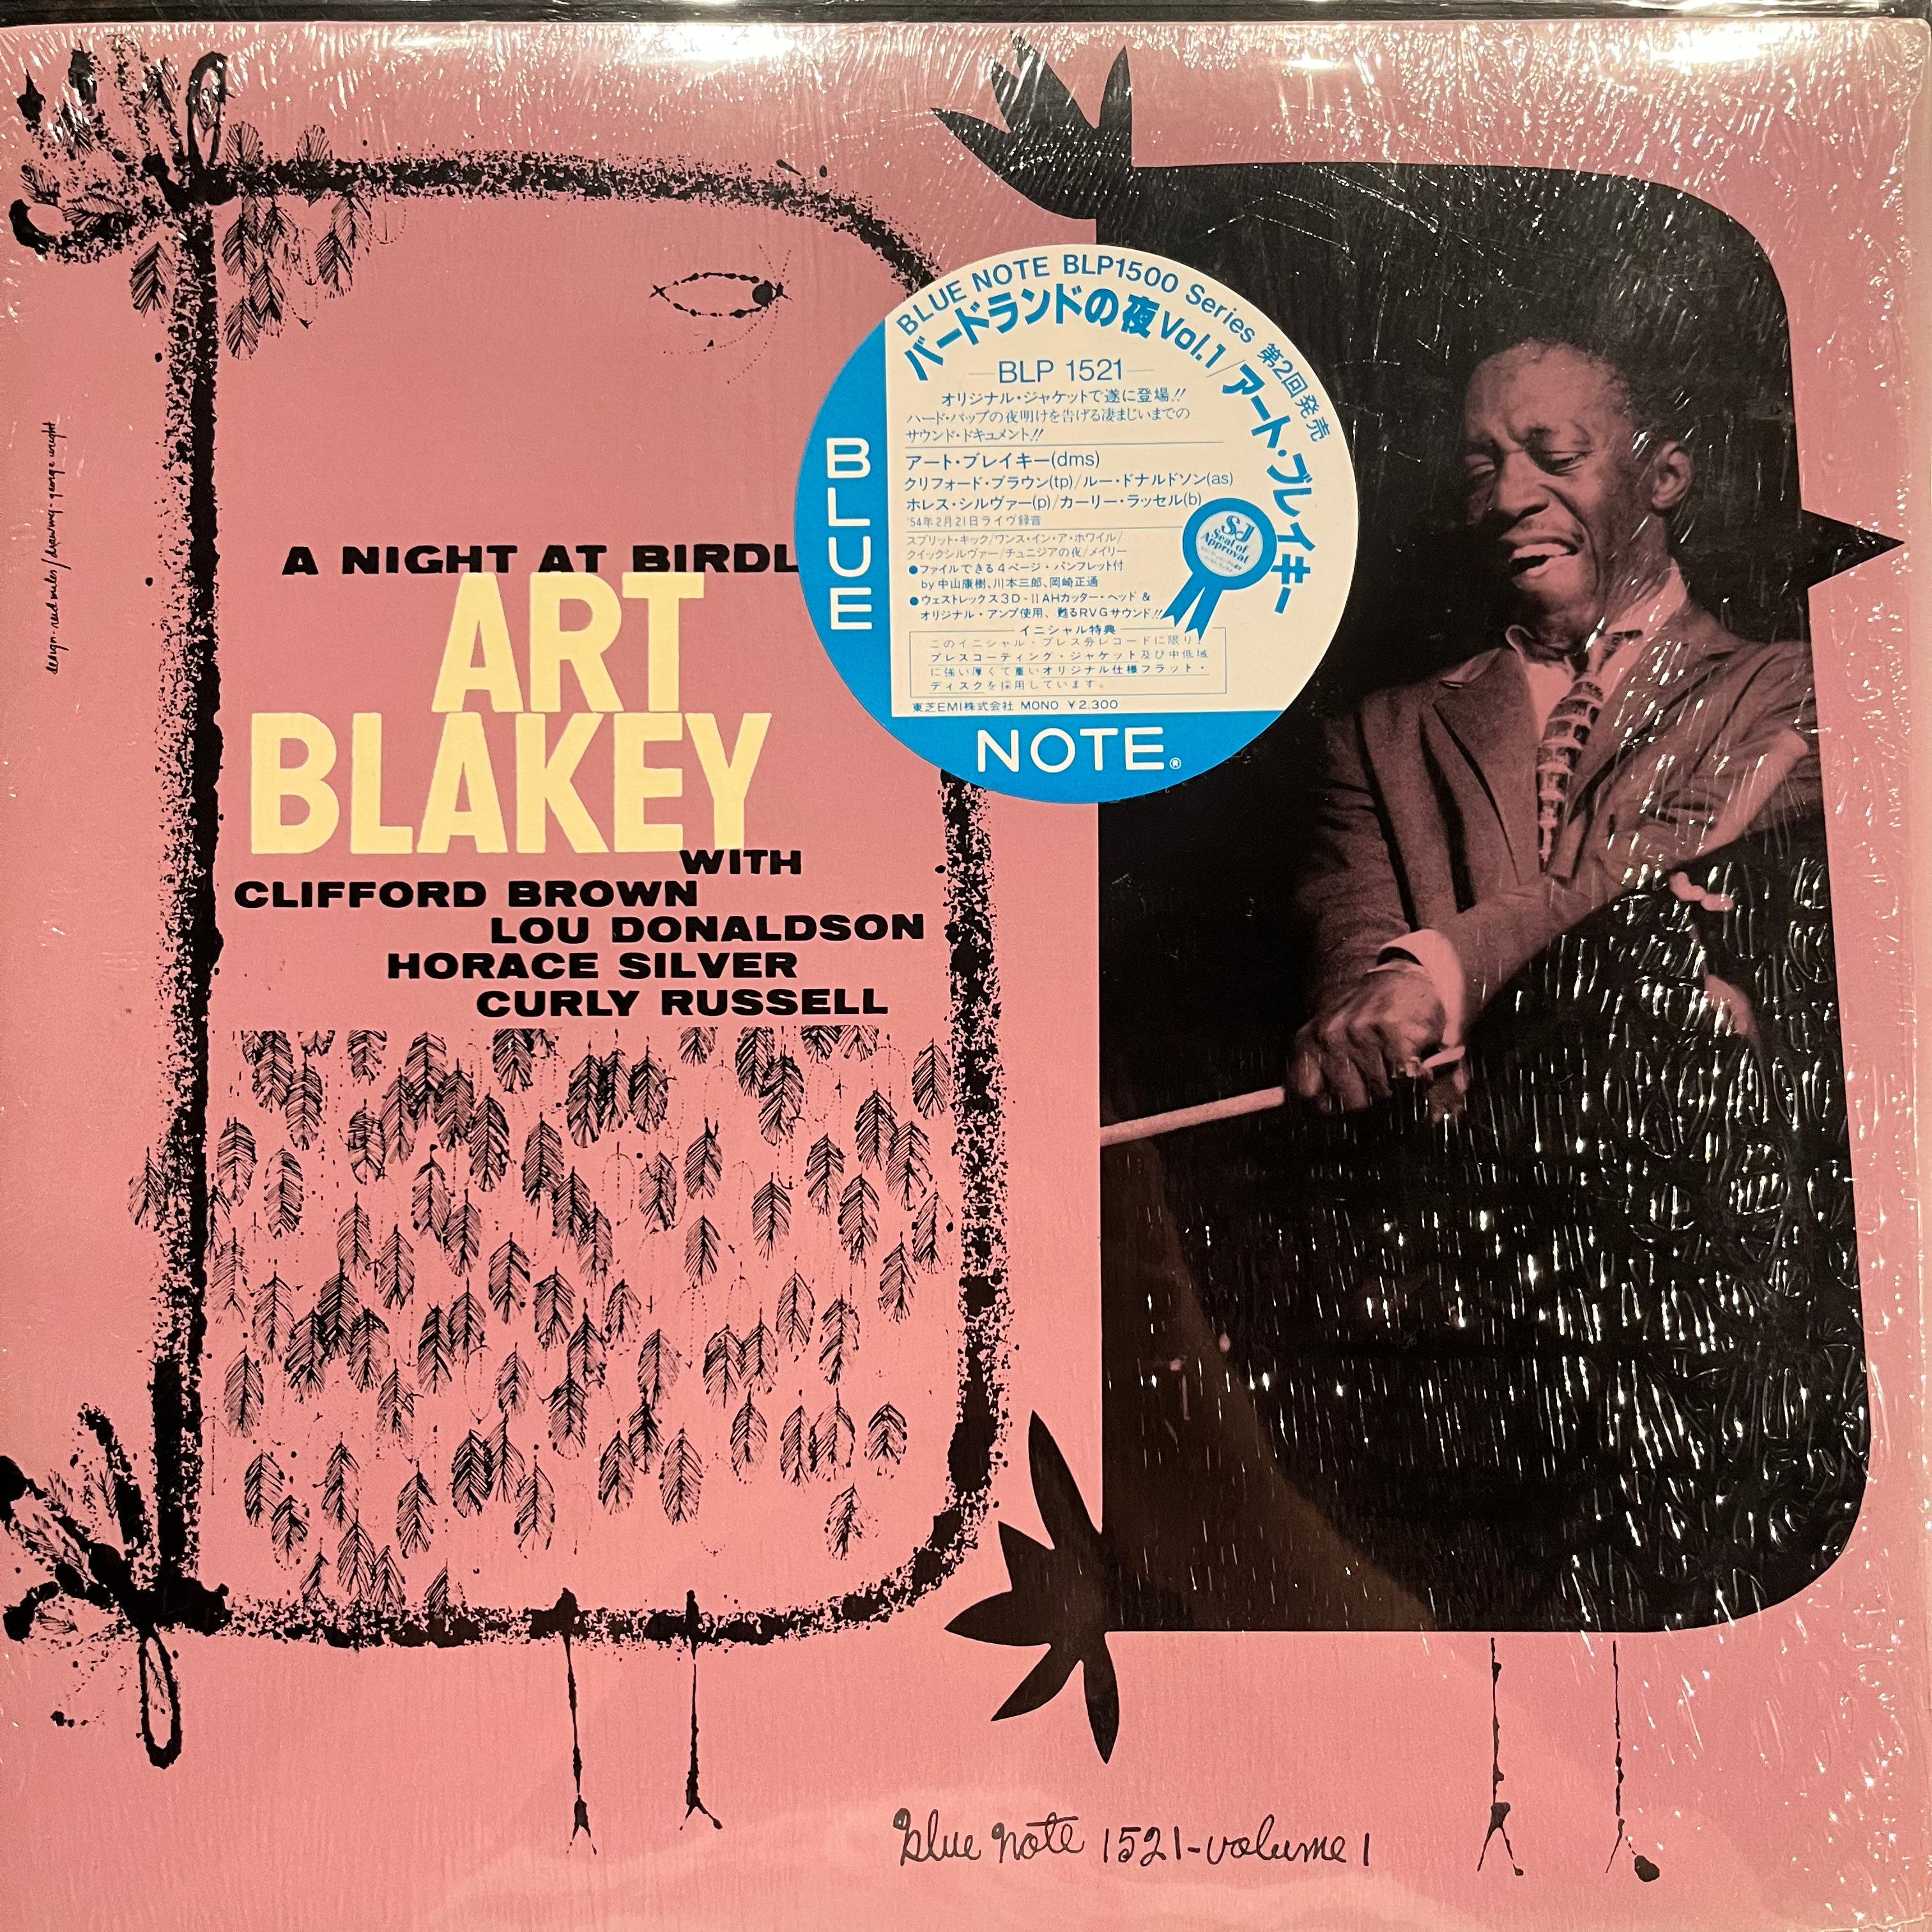 BLUE NOTE BLP1500 Series 第2回発売
バードランドの夜Vol.1/アート・ブレイキー
BLP 1521
オリジナル・ジャケットで遂に登場!!
ハード・バップの夜明けを告げる凄まじいまでの
サウンド・ドキュメント!!
アート・ブレイキー(dms)
クリフォード・ブラウン(tp)/ルー・ドナルドソン(as)
ホレス・シルヴァー(p)/カーリー・ラッセル(b)
'54年2月21日ライヴ録音
スプリット・キック/ワンス・イン・ア・ホワイル/
クイックシルヴァー/チュニジアの夜/メイリー
●ファイルできる4ページ・パンフレット付
by 中山康樹、川本三郎、岡崎正通
●ウェストレックス3D-IIAHカッター・ヘッド &
オリジナル・アンプ使用、甦るRVGサウンド!!
イニシャル特典
このイニシャル・プレス分レコードに限り、
プレスコーティング・ジャケット及び中低域
に強い厚くて重いオリジナル仕様フラット・
ディスクを採用しています。
東芝EMI株式会社 MONO ¥2,300
SJ
Seal of
Approval
BLUE
NOTE®
design-reid miles/drawing-george wright
A NIGHT AT BIRDL
ART
BLAKEY
WITH
CLIFFORD BROWN
LOU DONALDSON
HORACE SILVER
CURLY RUSSELL
blue note 1521-volume 1